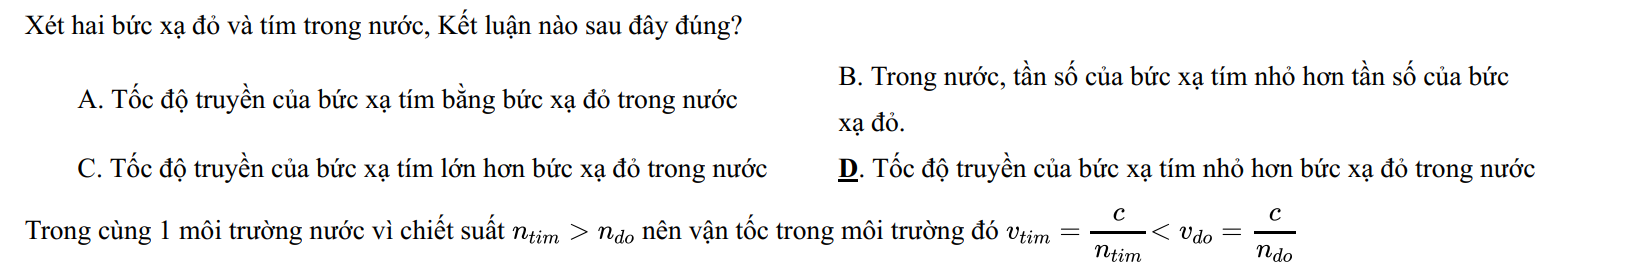 Xét hai bức xạ đỏ và tím trong nước, Kết luận nào sau đây đúng?
A. Tốc độ truyền của bức xạ tím bằng bức xạ đỏ trong nước
B. Trong nước, tần số của bức xạ tím nhỏ hơn tần số của bức
xạ đỏ.
C. Tốc độ truyền của bức xạ tím lớn hơn bức xạ đỏ trong nước
D. Tốc độ truyền của bức xạ tím nhỏ hơn bức xạ đỏ trong nước
Trong cùng 1 môi trường nước vì chiết suất $n_{tim} > n_{do}$ nên vận tốc trong môi trường đó $v_{tim} = \frac{c}{n_{tim}} < v_{do} = \frac{c}{n_{do}}$